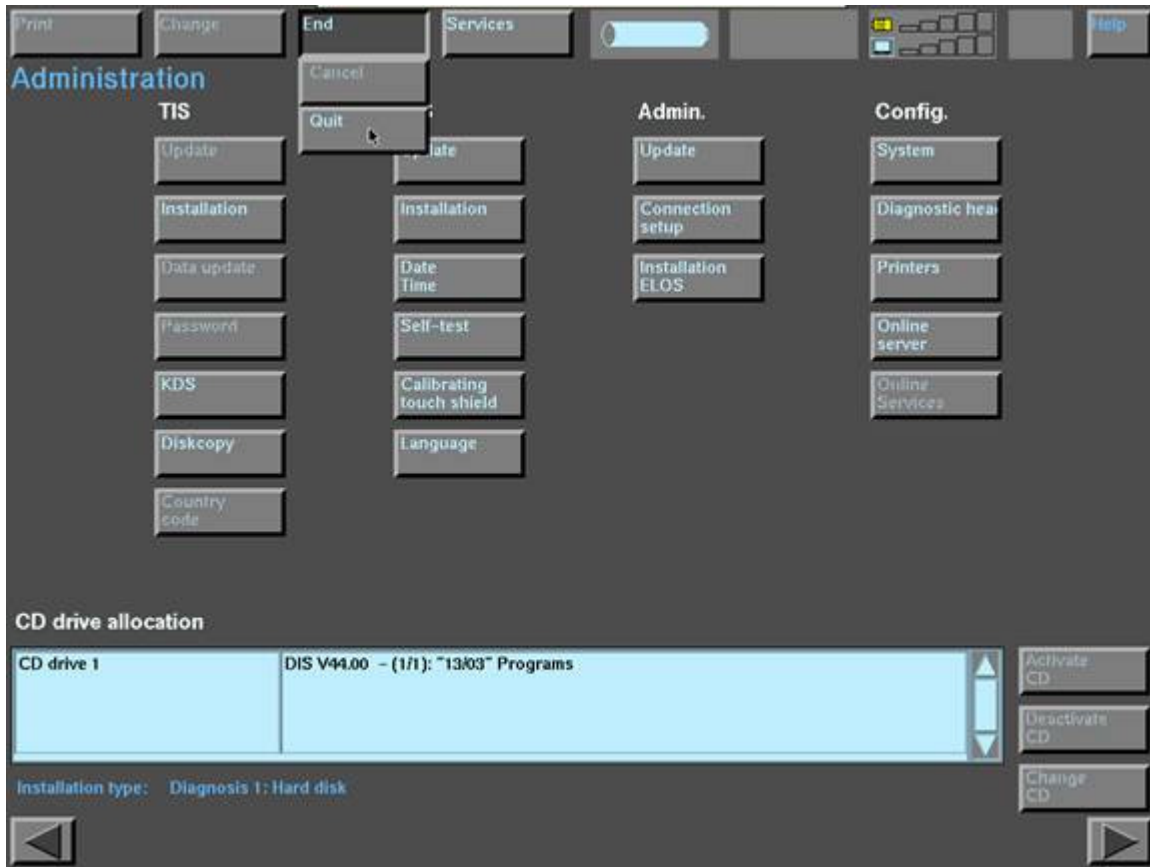 Print
Change
End
Services
Help
Cancel
Quit
Administration
TIS
Admin.
Config.
Update
Installation
Data update
Password
KDS
Diskcopy
Country
code
Installation
Date
Time
Self-test
Calibrating
touch shield
Language
Update
Connection
setup
Installation
ELOS
System
Diagnostic hea
Printers
Online
server
Online
Services
CD drive allocation
CD drive 1
DIS V44.00 - (1/1): "13/03" Programs
Activate
CD
Deactivate
CD
Change
CD
Installation type: Diagnosis 1: Hard disk